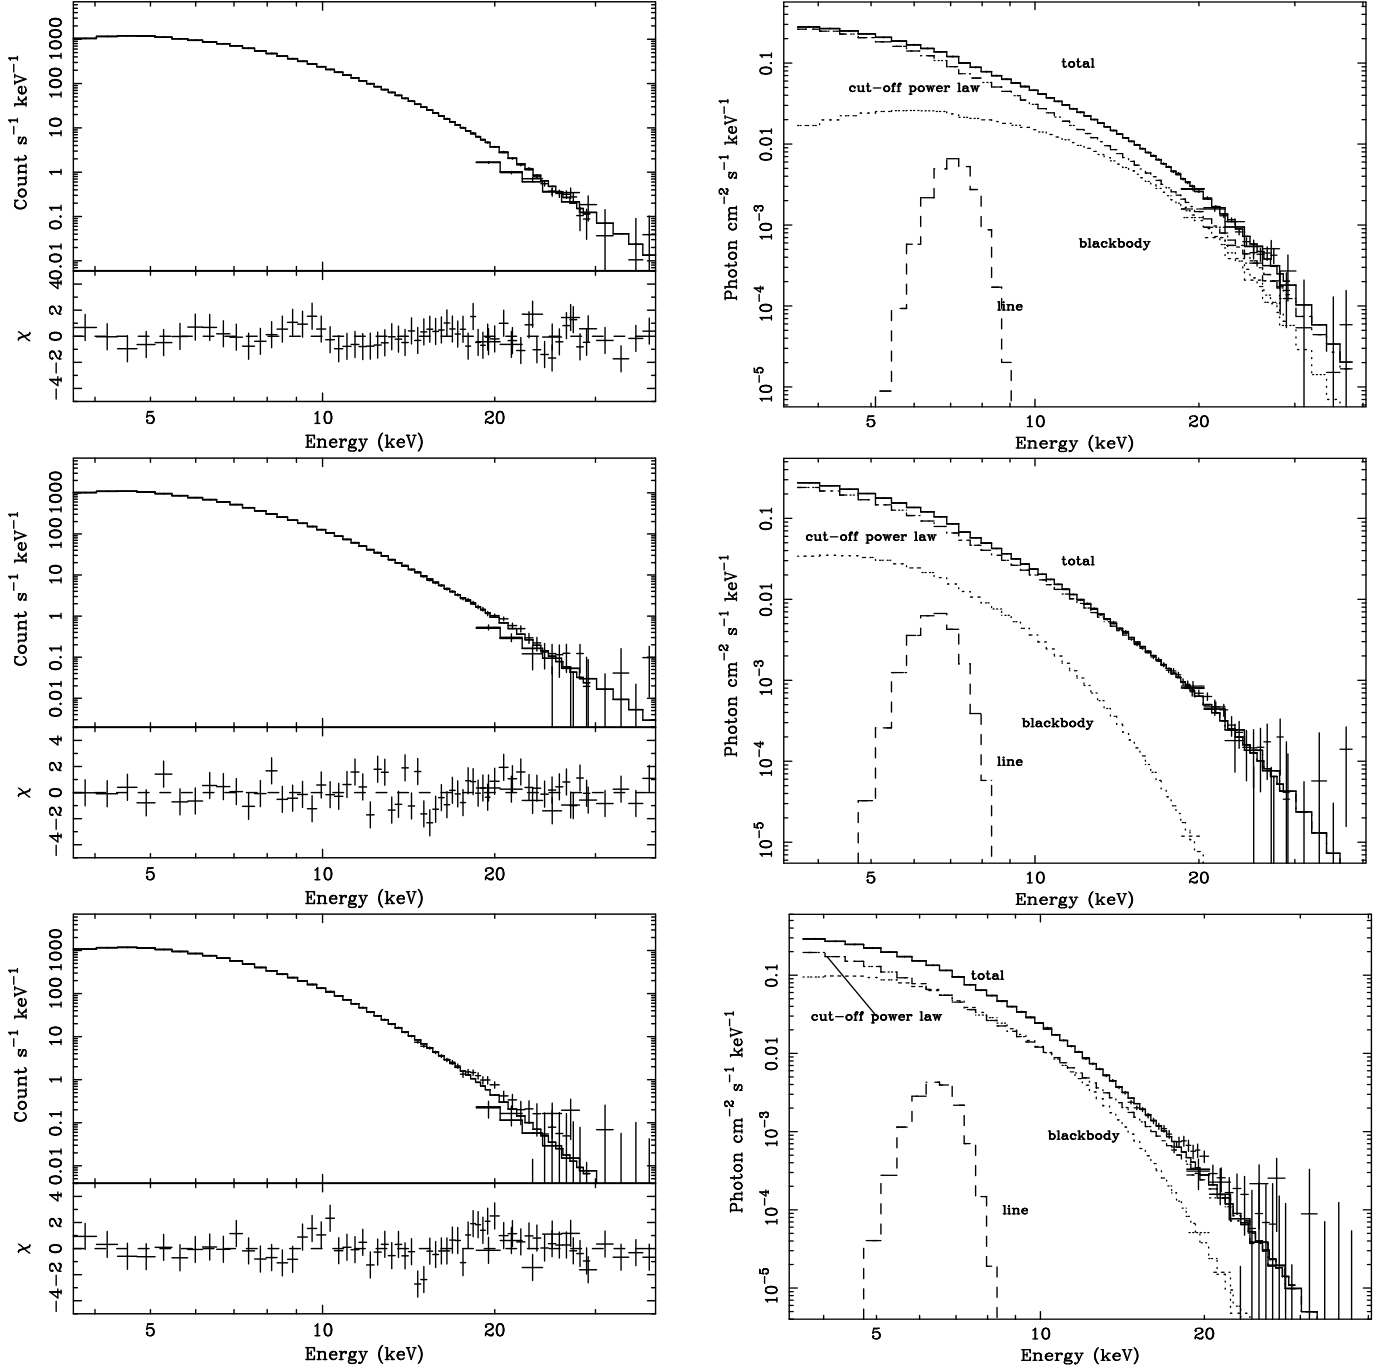 1000
100
10
1
0.1
0.01
Count s⁻¹ keV⁻¹
4
2
0
−2
−4
χ
5 10 20
Energy (keV)
0.1
0.01
10⁻³
10⁻⁴
10⁻⁵
Photon cm⁻² s⁻¹ keV⁻¹
total
cut-off power law
blackbody
line
5 10 20
Energy (keV)
1000
100
10
1
0.1
0.01
Count s⁻¹ keV⁻¹
4
2
0
−2
−4
χ
5 10 20
Energy (keV)
0.1
0.01
10⁻³
10⁻⁴
10⁻⁵
Photon cm⁻² s⁻¹ keV⁻¹
cut-off power law
total
blackbody
line
5 10 20
Energy (keV)
1000
100
10
1
0.1
0.01
Count s⁻¹ keV⁻¹
4
2
0
−2
−4
χ
5 10 20
Energy (keV)
0.1
0.01
10⁻³
10⁻⁴
10⁻⁵
Photon cm⁻² s⁻¹ keV⁻¹
total
cut-off power law
blackbody
line
5 10 20
Energy (keV)